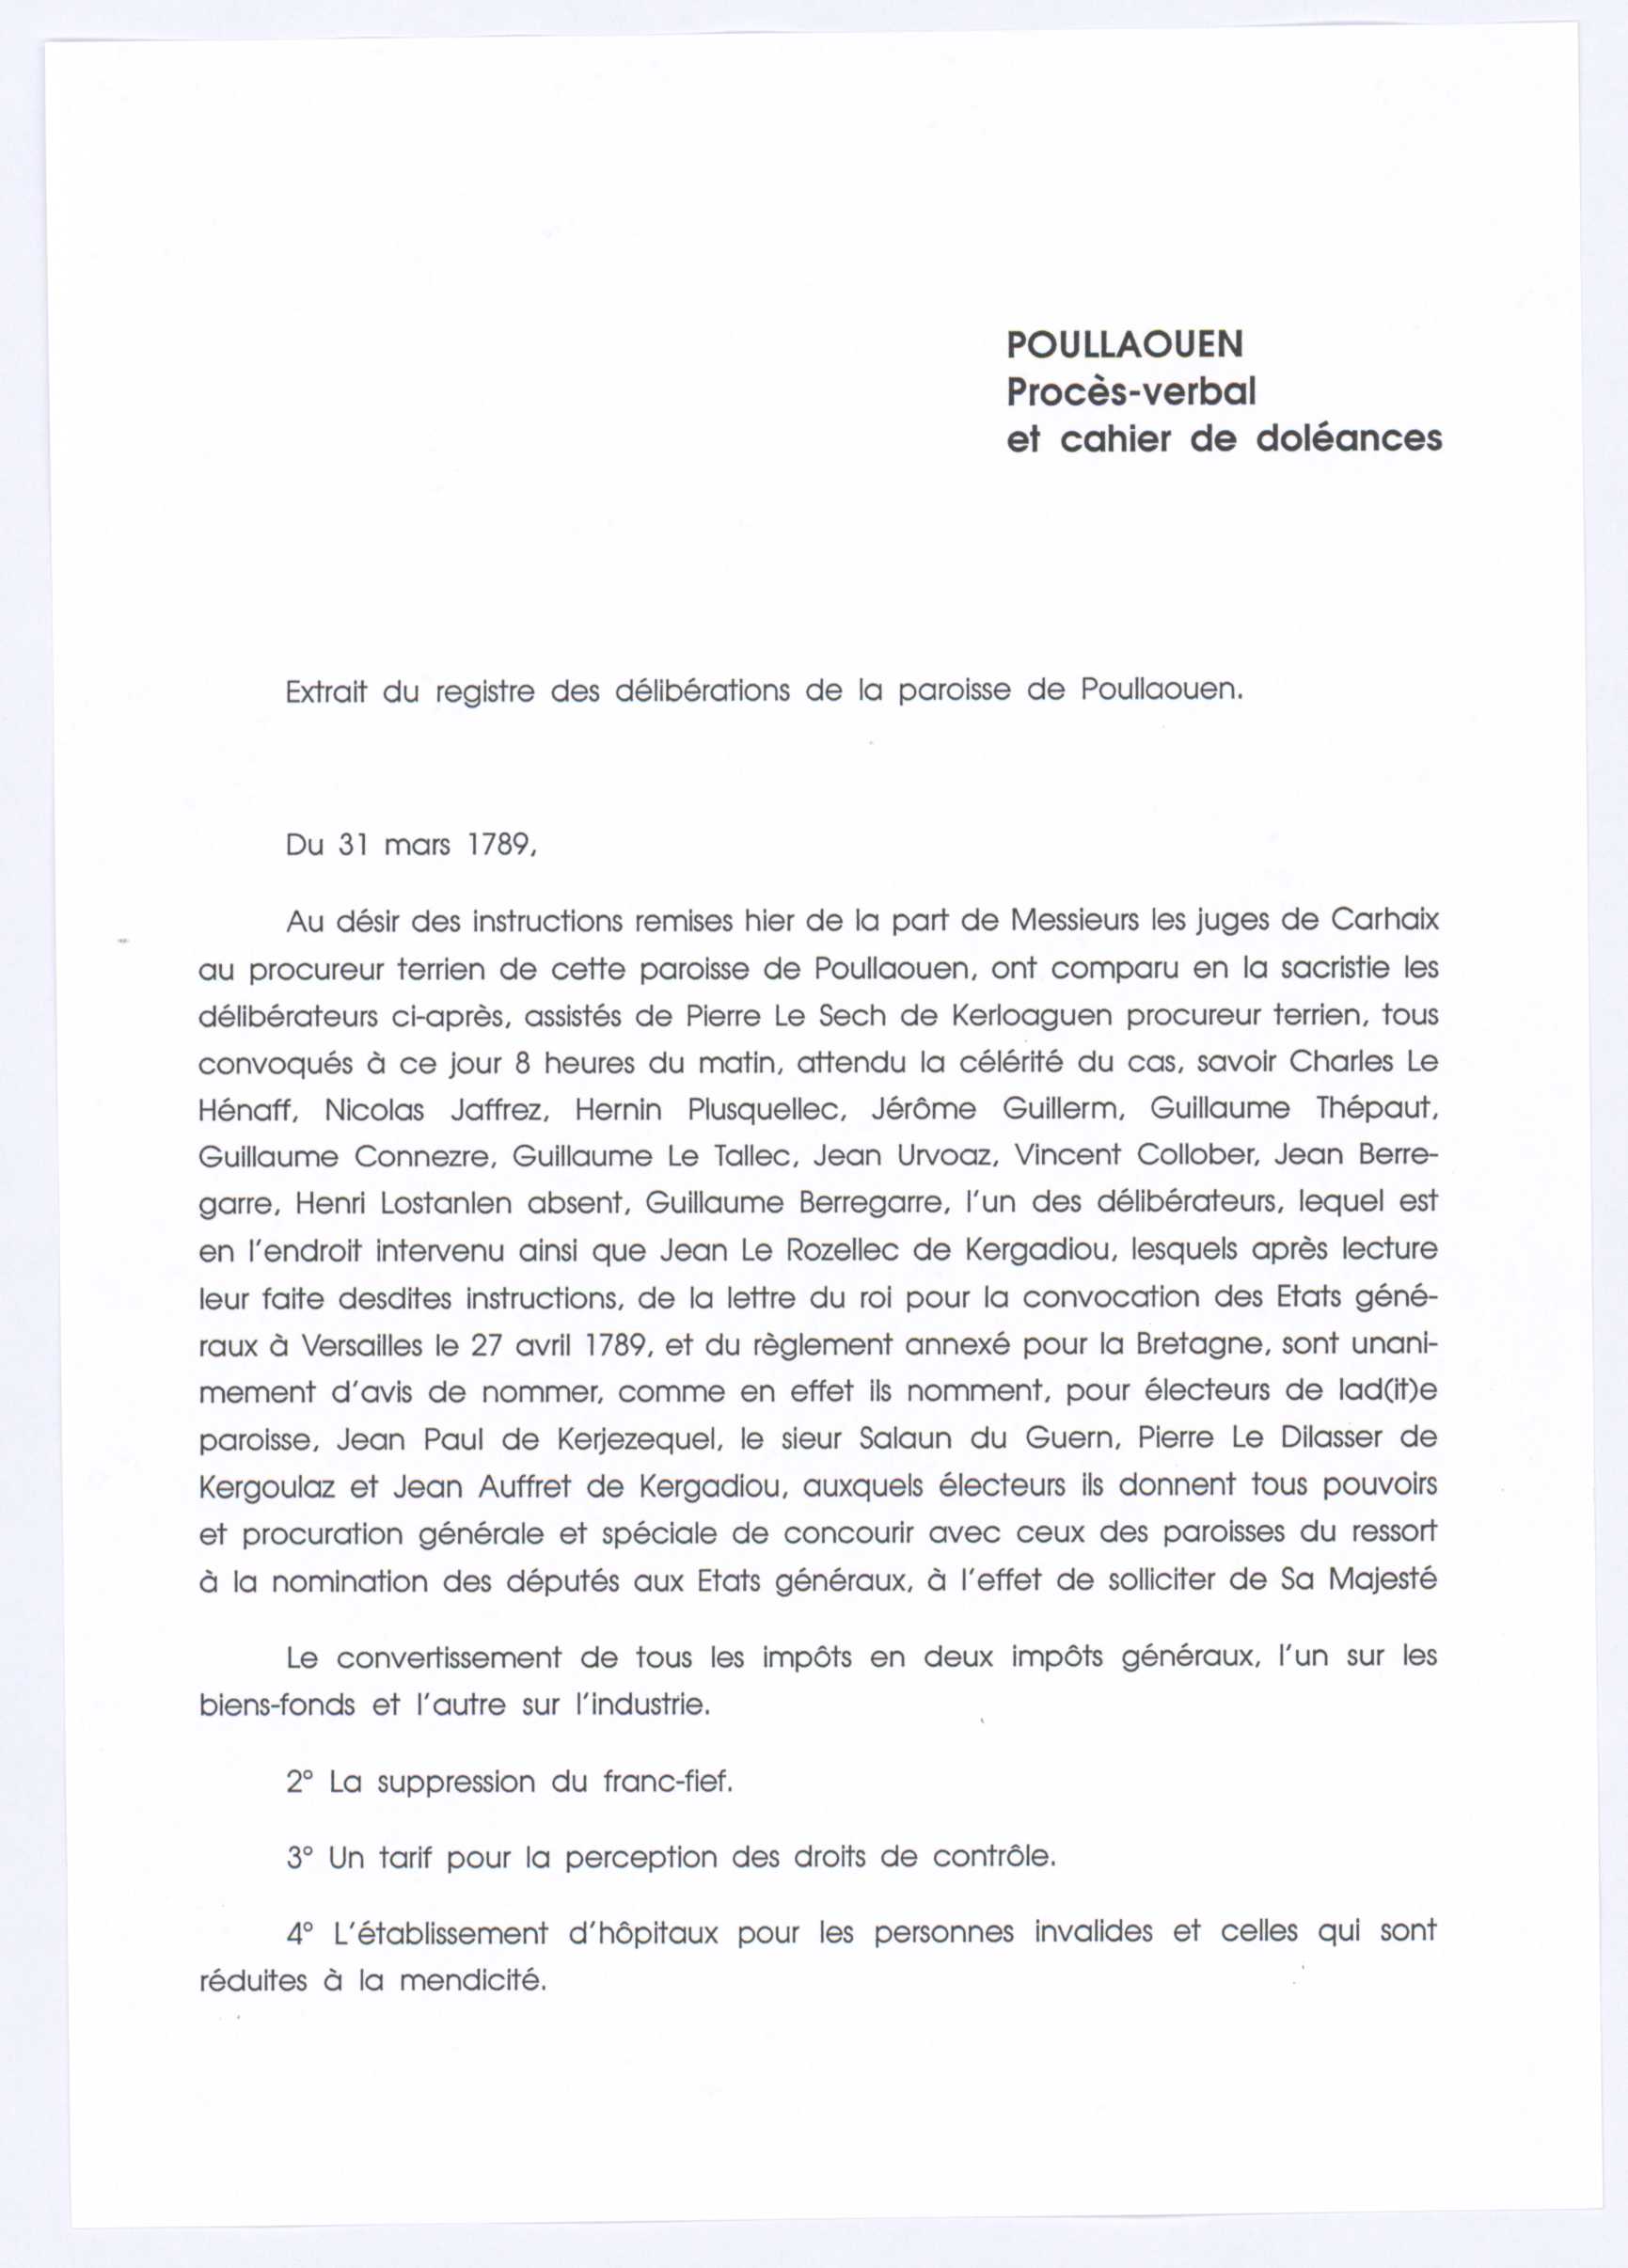 POULLAOUEN
Procès-verbal
et cahier de doléances
Extrait du registre des délibérations de la paroisse de Poullaouen.
Du 31 mars 1789,
Au désir des instructions remises hier de la part de Messieurs les juges de Carhaix
au procureur terrien de cette paroisse de Poullaouen, ont comparu en la sacristie les
délibérateurs ci-après, assistés de Pierre Le Sech de Kerloaguen procureur terrien, tous
convoqués à ce jour 8 heures du matin, attendu la célérité du cas, savoir Charles Le
Hénaff, Nicolas Jaffrez, Hernin Plusquellec, Jérôme Guillerm, Guillaume Thépaut,
Guillaume Connezre, Guillaume Le Tallec, Jean Urvoaz, Vincent Collober, Jean Berre-
garre, Henri Lostanlen absent, Guillaume Berregarre, l'un des délibérateurs, lequel est
en l'endroit intervenu ainsi que Jean Le Rozellec de Kergadiou, lesquels après lecture
leur faite desdites instructions, de la lettre du roi pour la convocation des Etats géné-
raux à Versailles le 27 avril 1789, et du règlement annexé pour la Bretagne, sont unani-
mement d'avis de nommer, comme en effet ils nomment, pour électeurs de lad(it)e
paroisse, Jean Paul de Kerjezequel, le sieur Salaun du Guern, Pierre Le Dilasser de
Kergoulaz et Jean Auffret de Kergadiou, auxquels électeurs ils donnent tous pouvoirs
et procuration générale et spéciale de concourir avec ceux des paroisses du ressort
à la nomination des députés aux Etats généraux, à l'effet de solliciter de Sa Majesté
Le convertissement de tous les impôts en deux impôts généraux, l'un sur les
biens-fonds et l'autre sur l'industrie.
2° La suppression du franc-fief.
3° Un tarif pour la perception des droits de contrôle.
4° L'établissement d'hôpitaux pour les personnes invalides et celles qui sont
réduites à la mendicité.